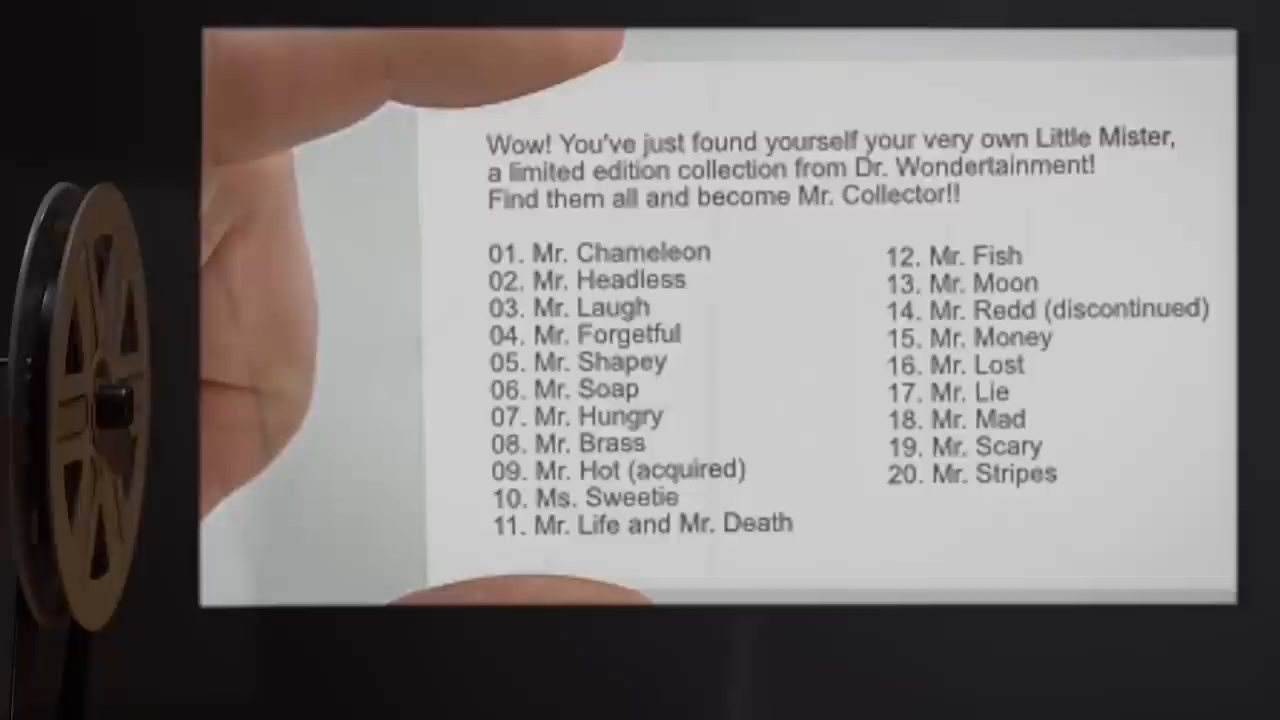 Wow! You've just found yourself your very own Little Mister,
a limited edition collection from Dr. Wondertainment!
Find them all and become Mr. Collector!!
01. Mr. Chameleon
02. Mr. Headless
03. Mr. Laugh
04. Mr. Forgetful
05. Mr. Shapey
06. Mr. Soap
07. Mr. Hungry
08. Mr. Brass
09. Mr. Hot (acquired)
10. Ms. Sweetie
11. Mr. Life and Mr. Death
12. Mr. Fish
13. Mr. Moon
14. Mr. Redd (discontinued)
15. Mr. Money
16. Mr. Lost
17. Mr. Lie
18. Mr. Mad
19. Mr. Scary
20. Mr. Stripes